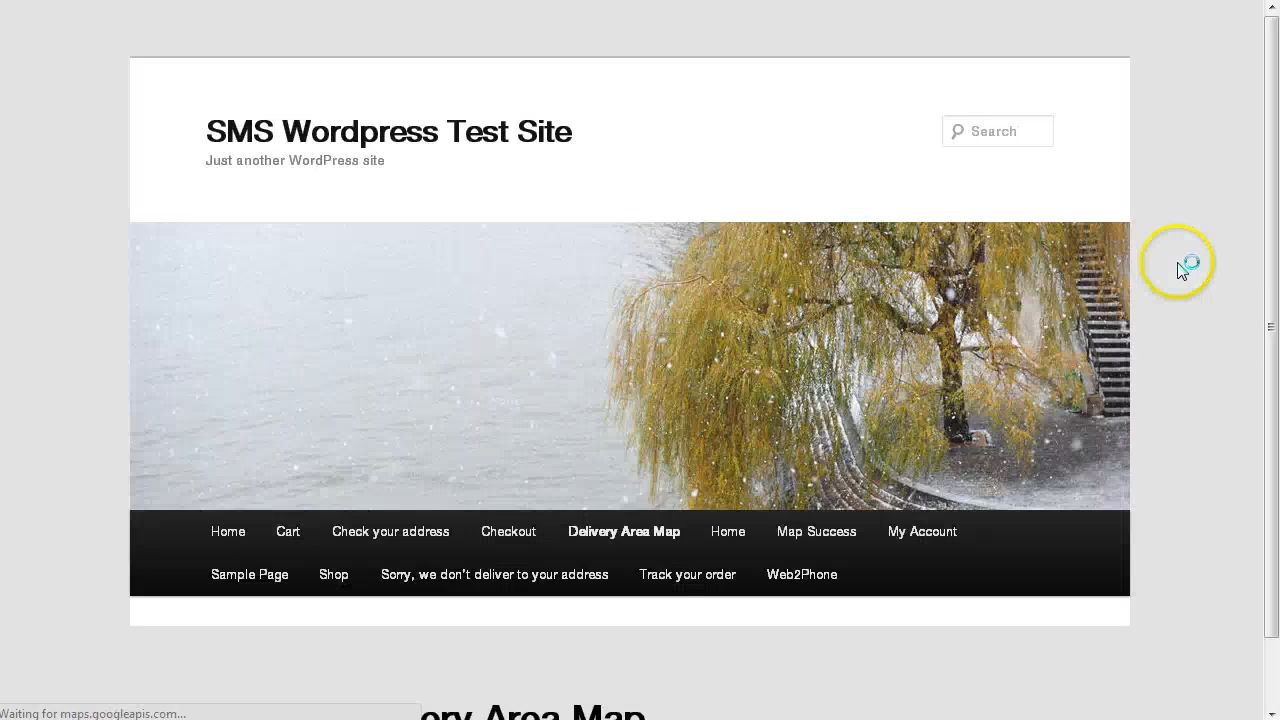 SMS Wordpress Test Site
Search
Just another WordPress site
Home Cart Check your address Checkout Delivery Area Map Home Map Success My Account
Sample Page Shop Sorry, we don't deliver to your address Track your order Web2Phone
Area Map
Waiting for maps.googleapis.com...